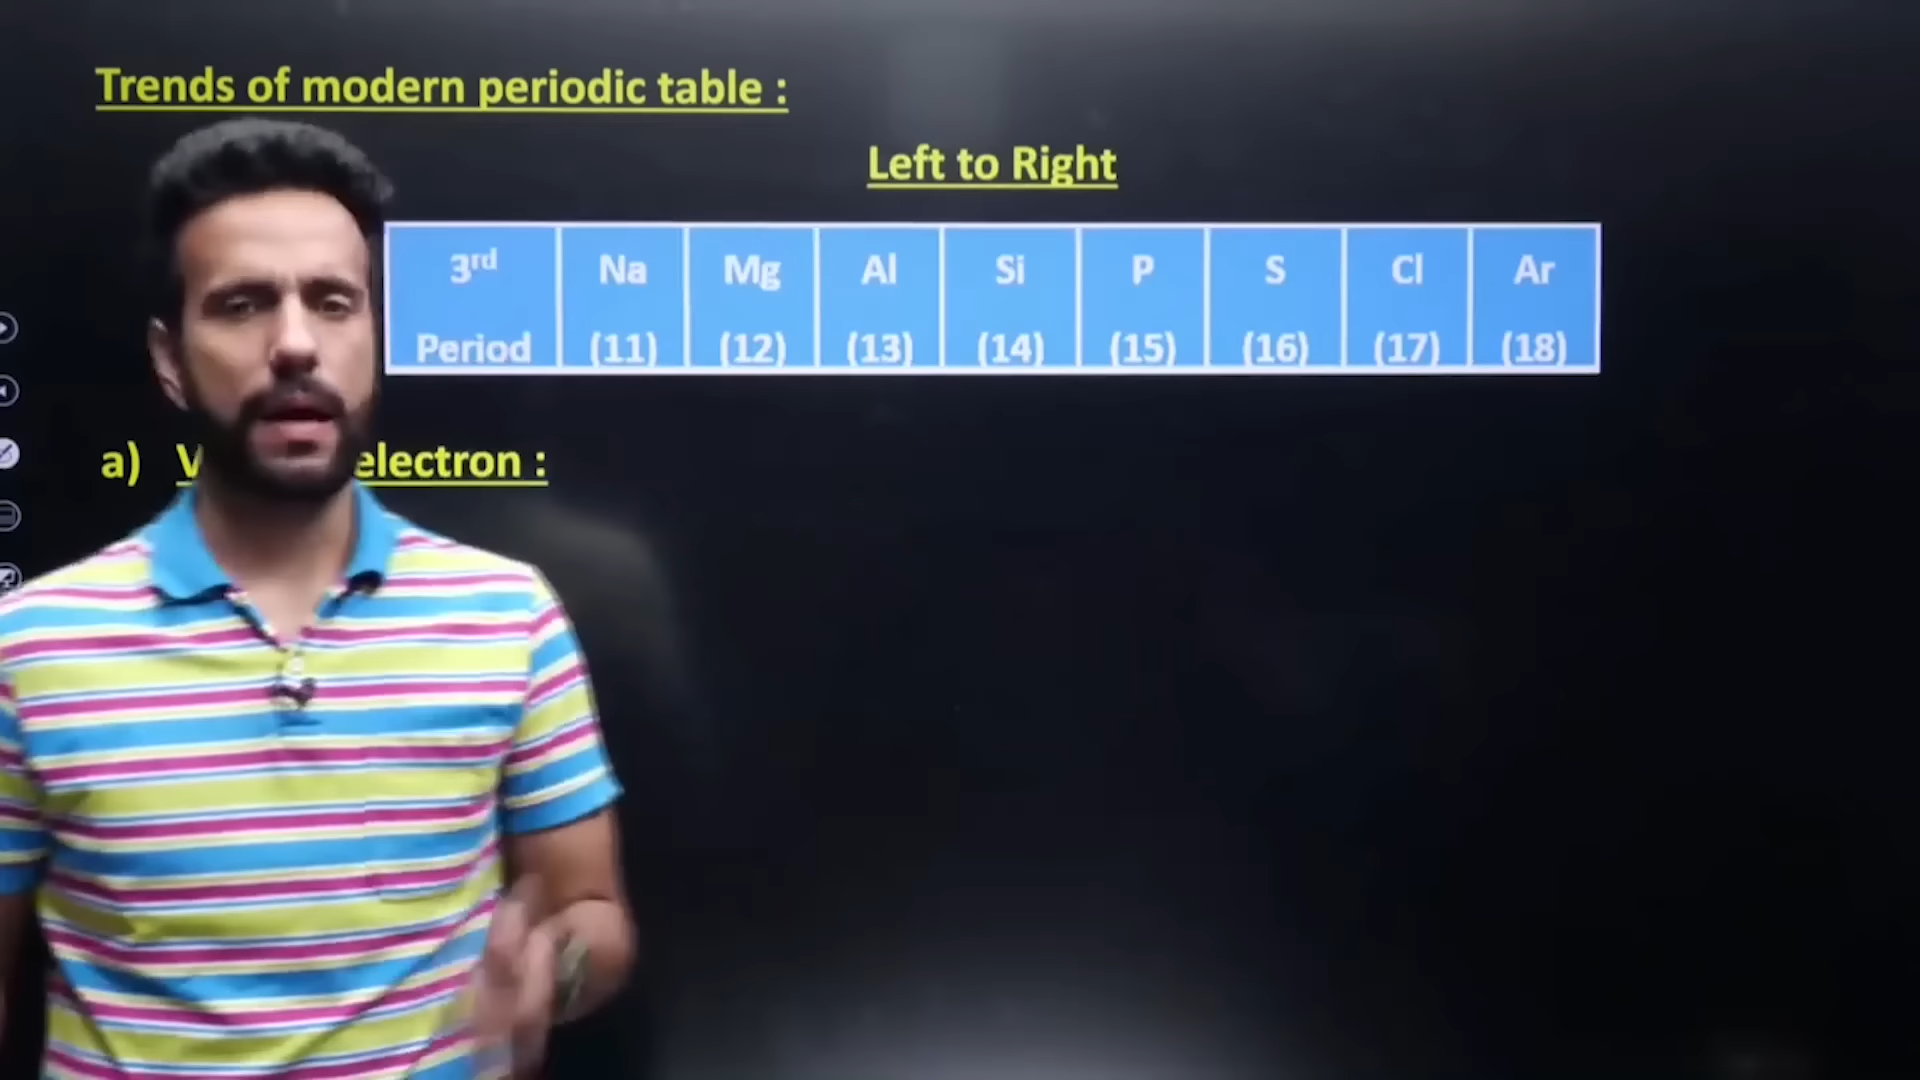 Trends of modern periodic table :
Left to Right
3rd Period Na (11) Mg (12) Al (13) Si (14) P (15) S (16) Cl (17) Ar (18)
a) electron :